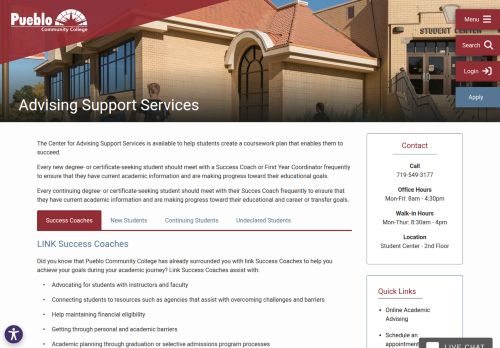 Pueblo
Community College
STUDENT CENTER
Menu
Search
Login
Apply
Advising Support Services
The Center for Advising Support Services is available to help students create a coursework plan that enables them to
succeed.
Every new degree- or certificate-seeking student should meet with a Success Coach or First Year Coordinator frequently
to ensure that they have current academic information and are making progress toward their educational goals.
Every continuing degree- or certificate-seeking student should meet with their Succes Coach frequently to ensure that they
have current academic information and are making progress toward their educational and career or transfer goals.
Success Coaches
New Students
Continuing Students
Undeclared Students
LINK Success Coaches
Did you know that Pueblo Community College has already surrounded you with link Success Coaches to help you
achieve your goals during your academic journey? Link Success Coaches assist with:
• Advocating for students with instructors and faculty
• Connecting students to resources such as agencies that assist with overcoming challenges and barriers
• Help maintaining financial eligibility
• Getting through personal and academic barriers
• Academic planning through graduation or selective admissions program processes
Contact
Call
719-549-3177
Office Hours
Mon-Fri: 8am - 4:30pm
Walk-In Hours
Mon-Thur: 8:30am - 4pm
Location
Student Center - 2nd Floor
Quick Links
• Online Academic
Advising
• Schedule an
LIVE CHAT